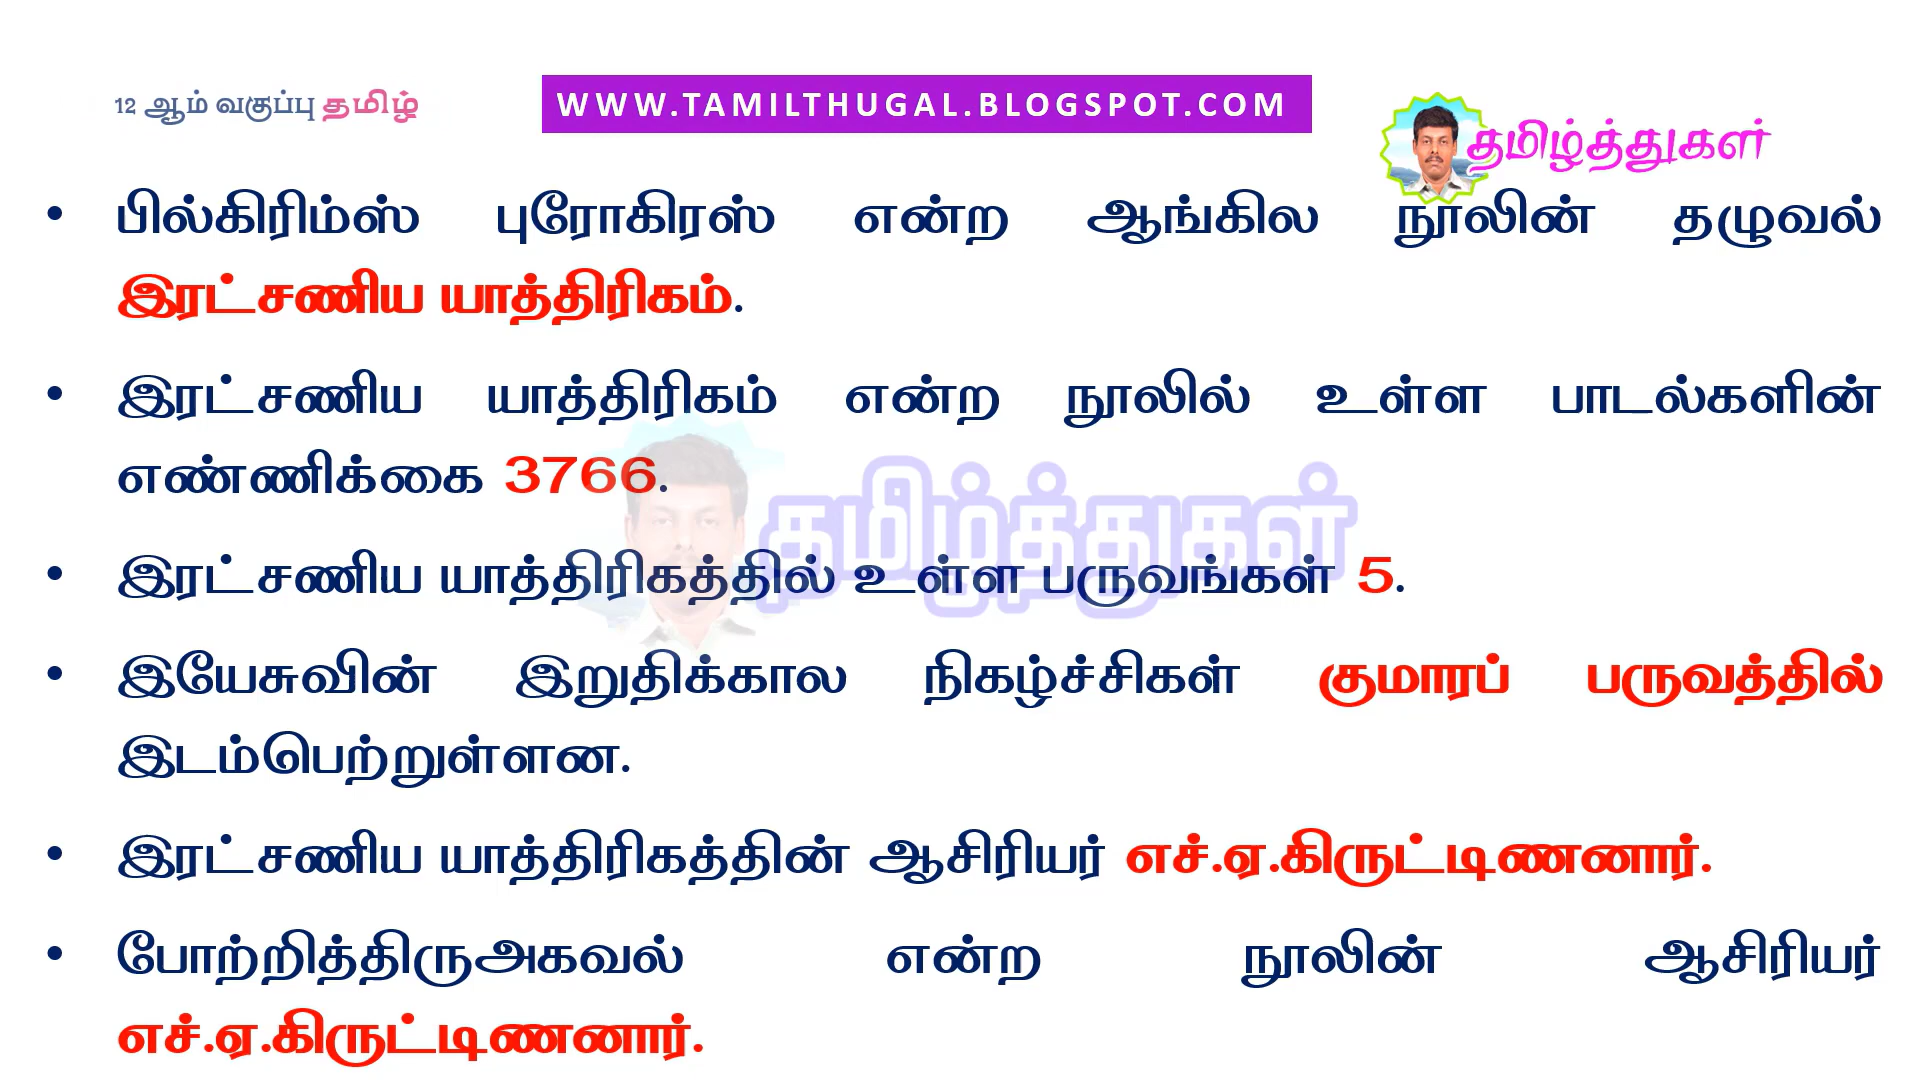 12 ஆம் வகுப்பு தமிழ்
WWW.TAMILTHUGAL.BLOGSPOT.COM
தமிழ்த்துகள்
• பில்கிரிம்ஸ் புரோகிரஸ் என்ற ஆங்கில நூலின் தழுவல்
இரட்சணிய யாத்திரிகம்.
• இரட்சணிய யாத்திரிகம் என்ற நூலில் உள்ள பாடல்களின்
எண்ணிக்கை 3766.
தமிழ்த்துகள்
• இரட்சணிய யாத்திரிகத்தில் உள்ள பருவங்கள் 5.
• இயேசுவின் இறுதிக்கால நிகழ்ச்சிகள் குமாரப் பருவத்தில்
இடம்பெற்றுள்ளன.
• இரட்சணிய யாத்திரிகத்தின் ஆசிரியர் எச்.ஏ.கிருட்டிணனார்.
• போற்றித்திருஅகவல் என்ற நூலின் ஆசிரியர்
எச்.ஏ.கிருட்டிணனார்.